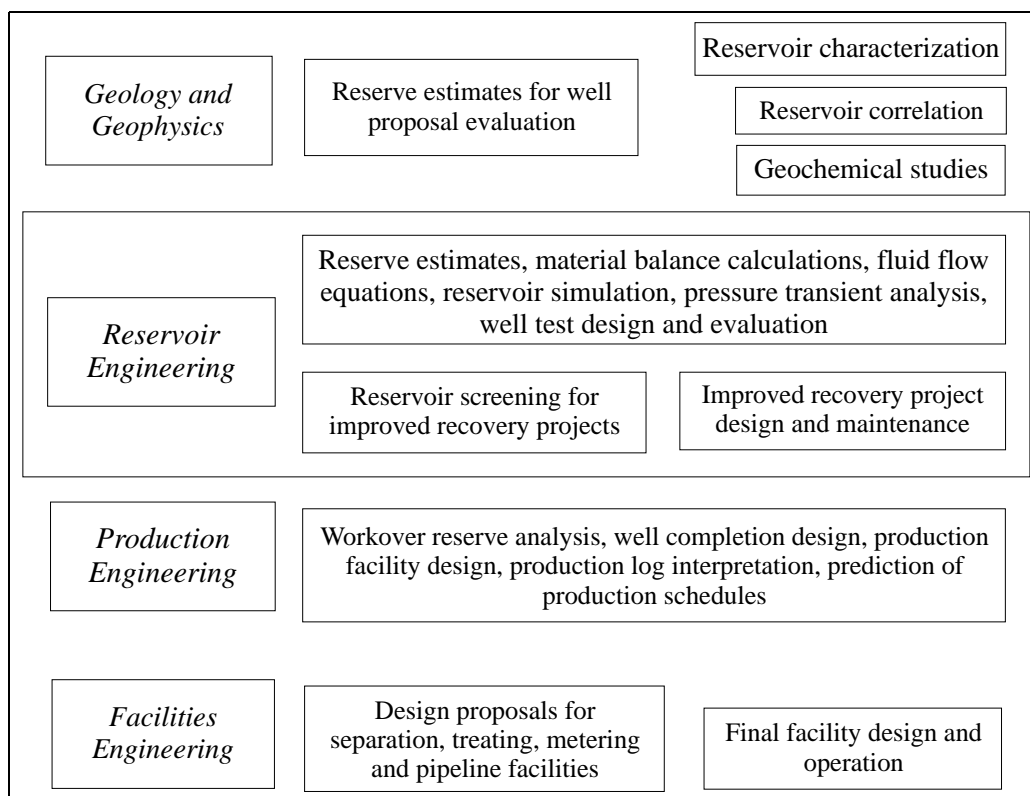 Geology and
Geophysics
Reserve estimates for well
proposal evaluation
Reservoir characterization
Reservoir correlation
Geochemical studies
Reservoir
Engineering
Reserve estimates, material balance calculations, fluid flow
equations, reservoir simulation, pressure transient analysis,
well test design and evaluation
Reservoir screening for
improved recovery projects
Improved recovery project
design and maintenance
Production
Engineering
Workover reserve analysis, well completion design, production
facility design, production log interpretation, prediction of
production schedules
Facilities
Engineering
Design proposals for
separation, treating, metering
and pipeline facilities
Final facility design and
operation